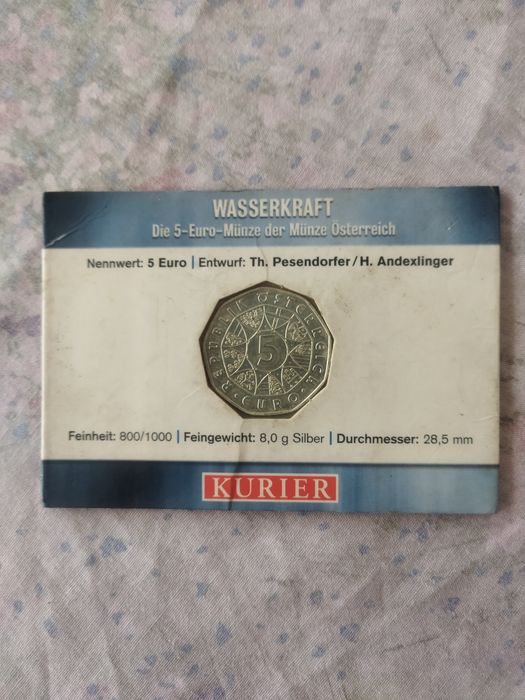 WASSERKRAFT
Die 5-Euro-Münze der Münze Österreich
Nennwert: 5 Euro | Entwurf: Th. Pesendorfer / H. Andexlinger
REPUBLIK ÖSTERREICH
5
EURO
Feinheit: 800/1000 | Feingewicht: 8,0 g Silber | Durchmesser: 28,5 mm
KURIER